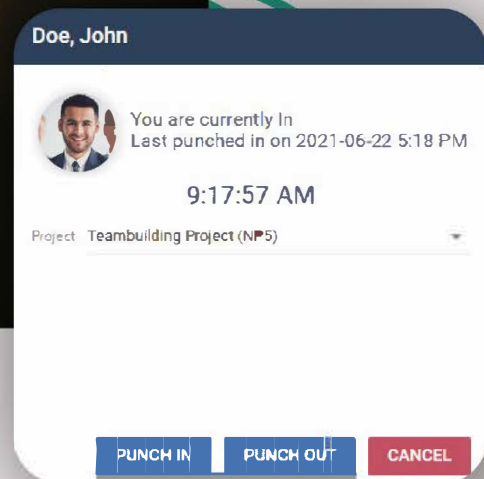 Doe, John
You are currently In
Last punched in on 2021-06-22 5:18 PM
9:17:57 AM
Project Teambuilding Project (NP5)
PUNCH IN PUNCH OUT CANCEL